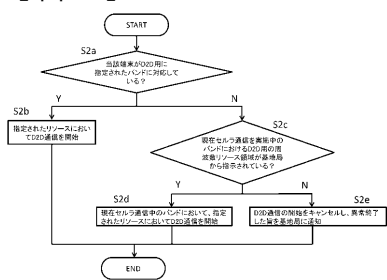 START
S2a
当該端末がD2D用に
指定されたバンドに対応して
いる?
Y
N
S2b
指定されたリソースにおい
てD2D通信を開始
S2c
現在セルラ通信を実施中の
バンドにおけるD2D用の周
波数リソース領域が基地局
から指示されている?
Y
N
S2d
現在セルラ通信中のバンドにおいて、指定
されたリソースにおいてD2D通信を開始
S2e
D2D通信の開始をキャンセルし、異常終了
した旨を基地局に通知
END